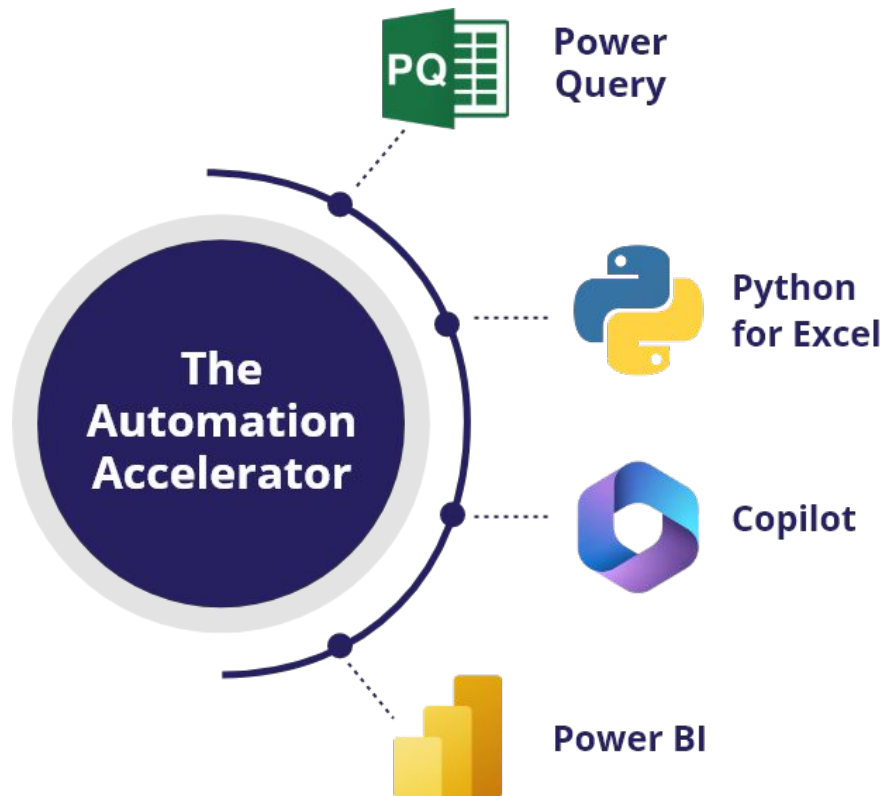 PQ
Power
Query
The
Automation
Accelerator
Python
for Excel
Copilot
Power BI